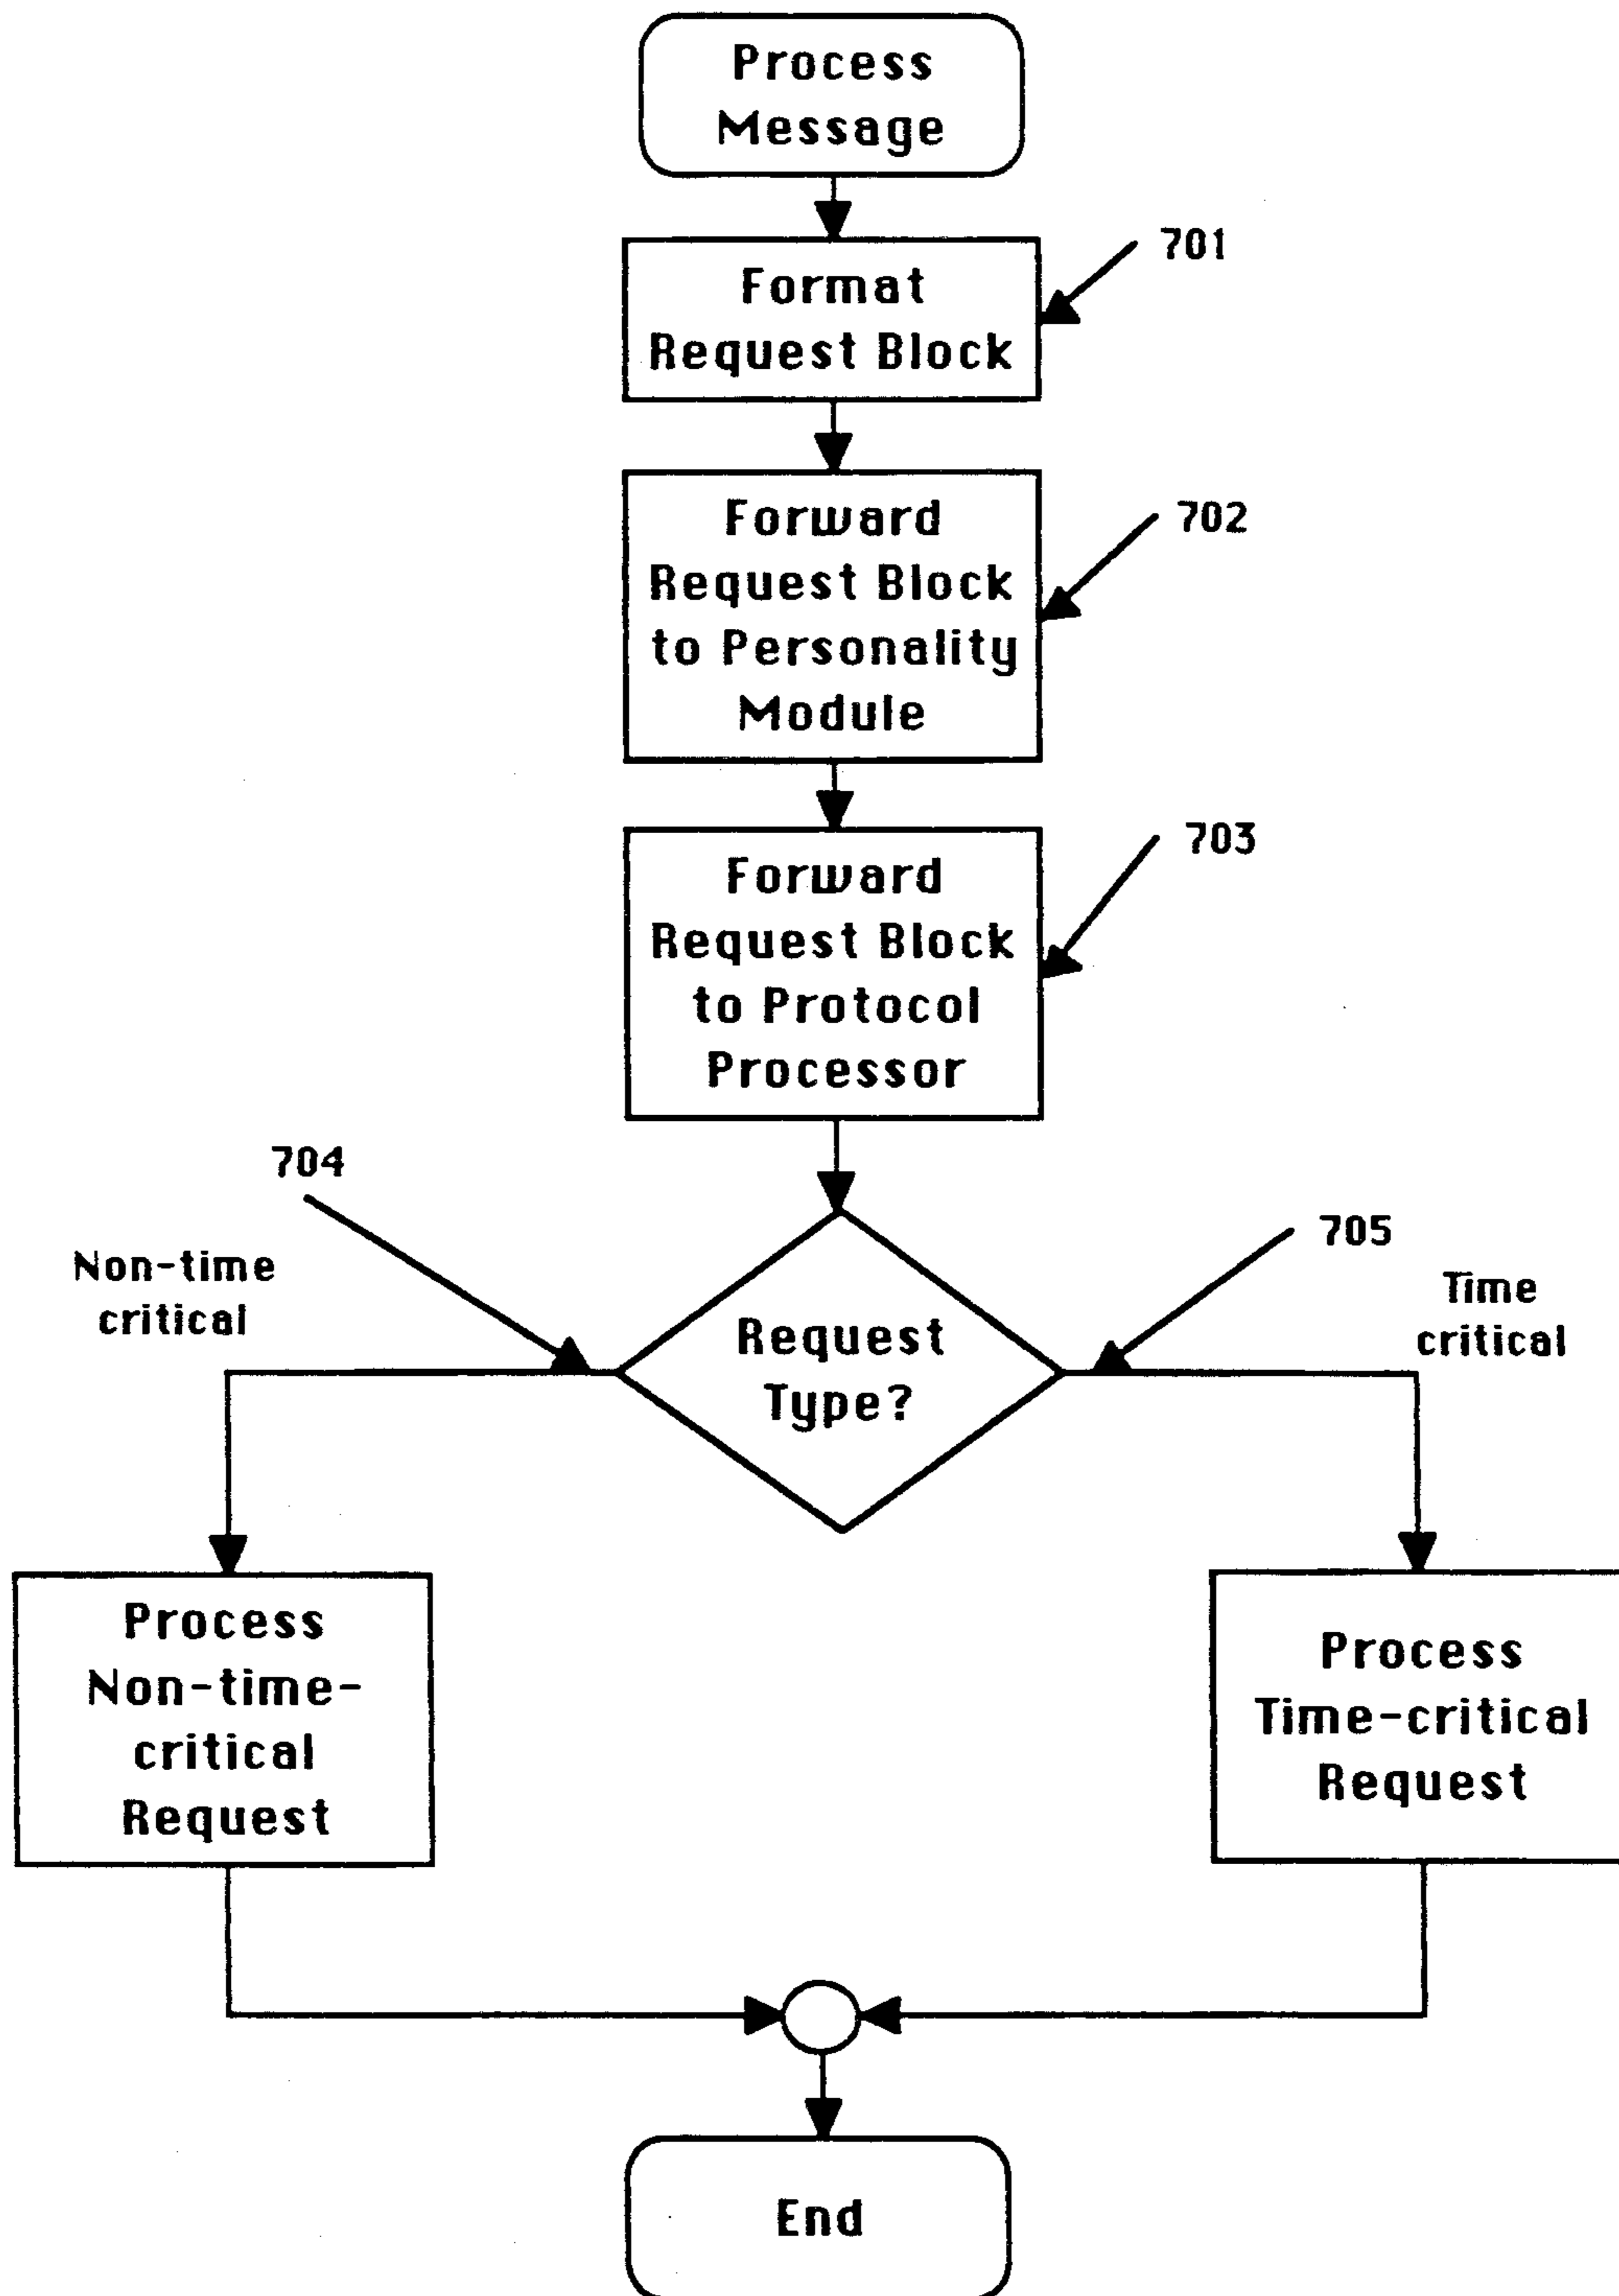 Process
Message
701
Format
Request Block
702
Forward
Request Block
to Personality
Module
703
Forward
Request Block
to Protocol
Processor
704
705
Non-time
critical
Time
critical
Request
Type?
Process
Non-time-
critical
Request
Process
Time-critical
Request
End